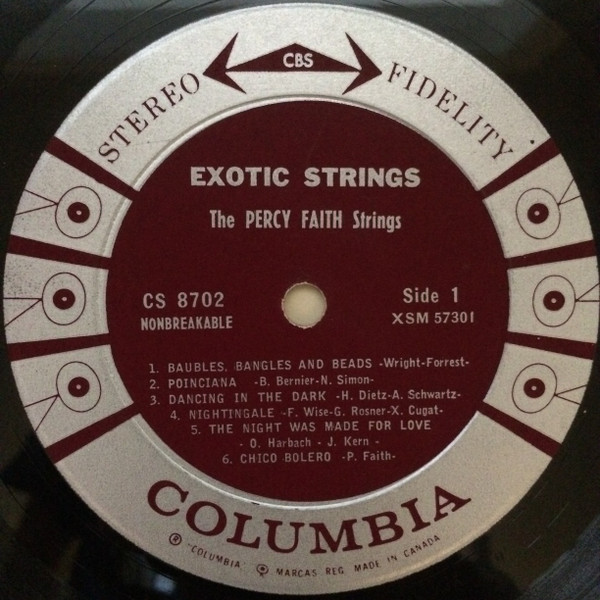 CBS
STEREO FIDELITY
EXOTIC STRINGS
The PERCY FAITH Strings
CS 8702
NONBREAKABLE
Side 1
XSM 57301
1. BAUBLES, BANGLES AND BEADS -Wright-Forrest-
2. POINCIANA -B. Bernier-N. Simon-
3. DANCING IN THE DARK -H. Dietz-A. Schwartz-
4. NIGHTINGALE -F. Wise-G. Rosner-X. Cugat-
5. THE NIGHT WAS MADE FOR LOVE
-O. Harbach - J. Kern -
6. CHICO BOLERO -P. Faith-
COLUMBIA
® "COLUMBIA, MARCAS REG. MADE IN CANADA